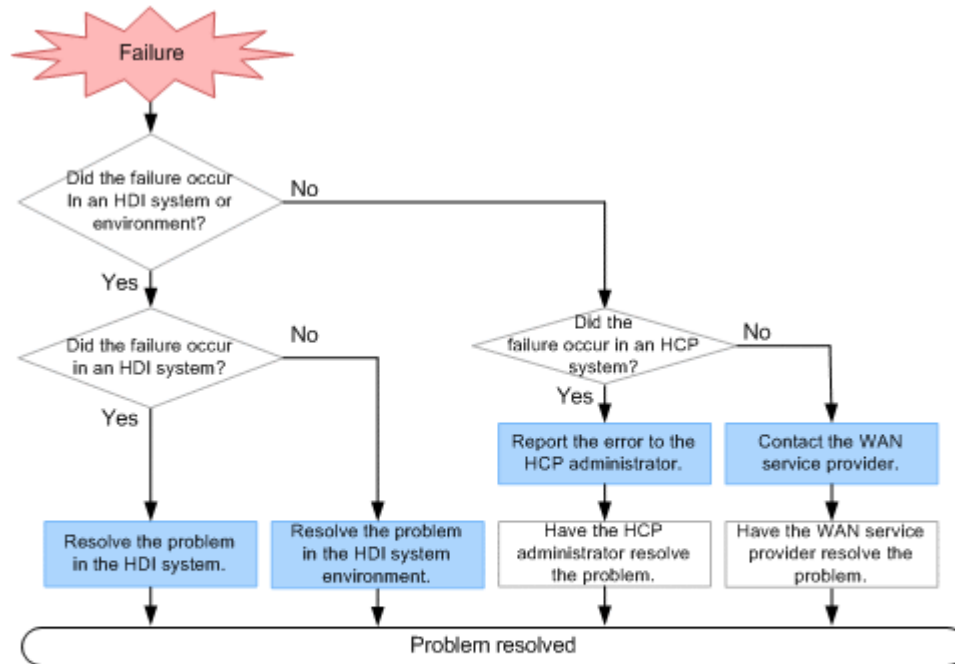 Failure
Did the failure occur
In an HDI system or
environment?
No
Yes
Did the failure occur
in an HDI system?
No
Yes
Did the
failure occur in an HCP
system?
No
Yes
Report the error to the
HCP administrator.
Contact the WAN
service provider.
Resolve the problem
in the HDI system.
Resolve the problem
in the HDI system
environment.
Have the HCP
administrator resolve
the problem.
Have the WAN service
provider resolve the
problem.
Problem resolved